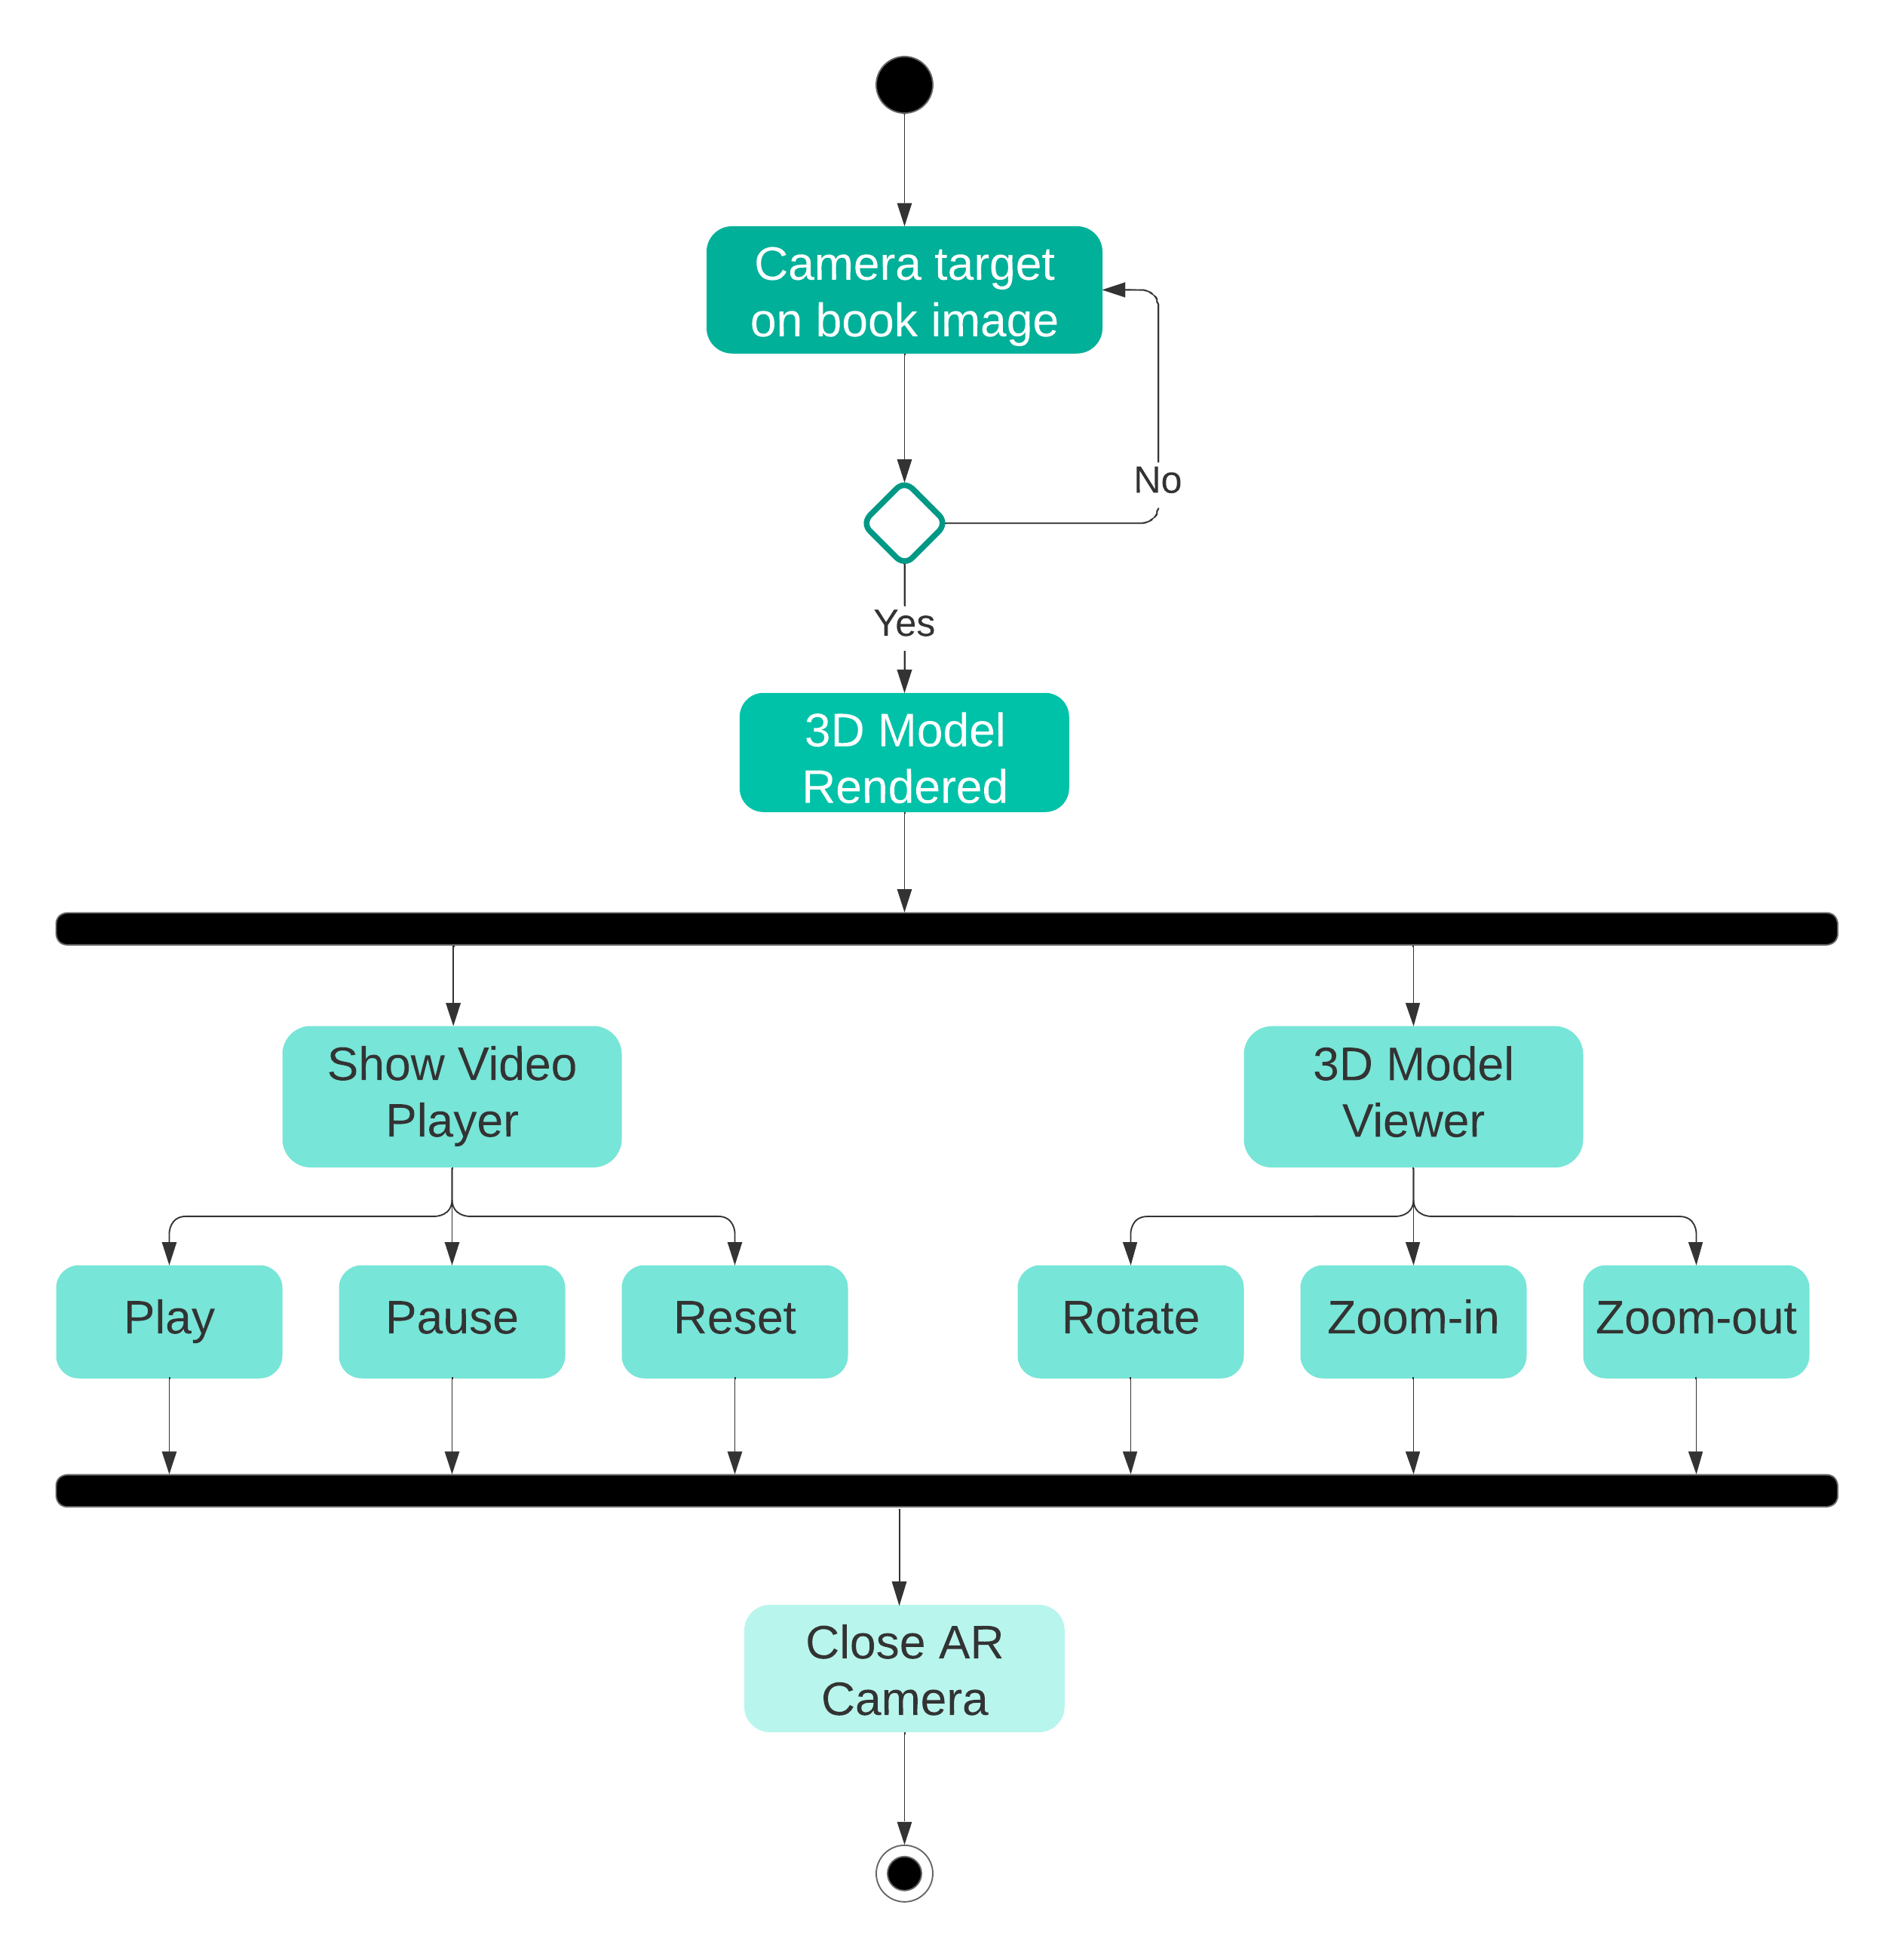 Camera target
on book image
No
Yes
3D Model
Rendered
Show Video
Player
3D Model
Viewer
Play
Pause
Reset
Rotate
Zoom-in
Zoom-out
Close AR
Camera